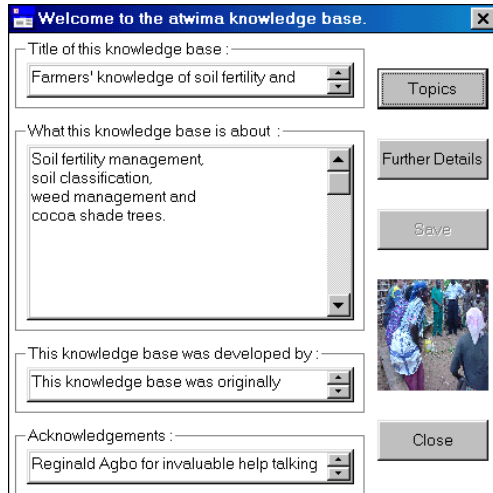 Welcome to the atwima knowledge base.
Title of this knowledge base :
Farmers' knowledge of soil fertility and
Topics
What this knowledge base is about :
Soil fertility management,
soil classification,
weed management and
cocoa shade trees.
Further Details
Save
This knowledge base was developed by :
This knowledge base was originally
Acknowledgements :
Reginald Agbo for invaluable help talking
Close